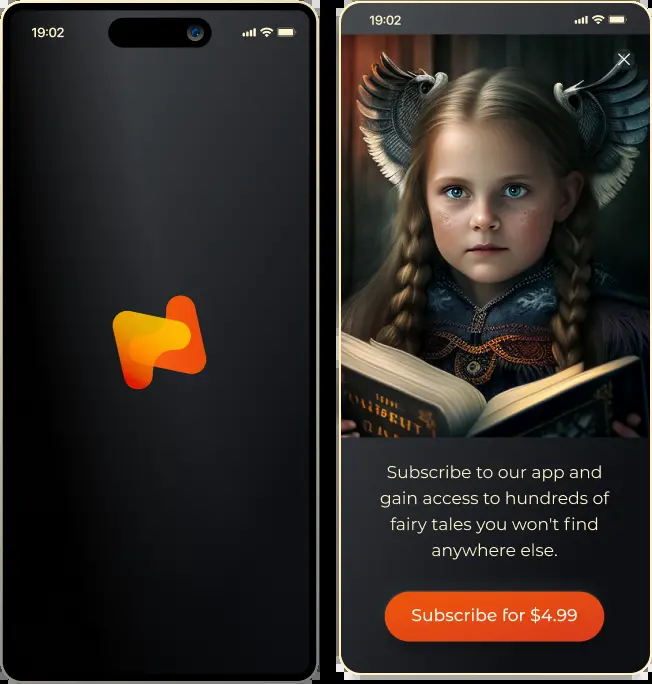 19:02
19:02
Subscribe to our app and
gain access to hundreds of
fairy tales you won't find
anywhere else.
Subscribe for $4.99